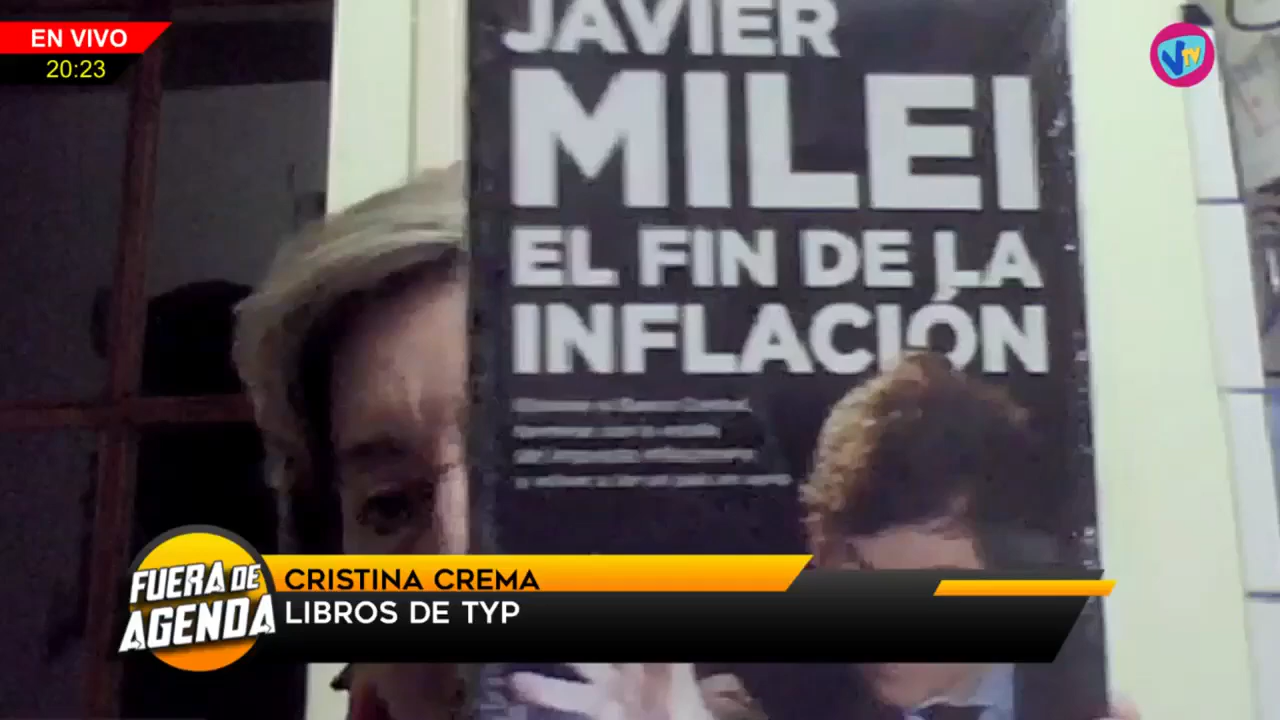 EN VIVO
20:23
VTV
JAVIER
MILEI
EL FIN DE LA
INFLACIÓN
FUERA DE
AGENDA
CRISTINA CREMA
LIBROS DE TYP